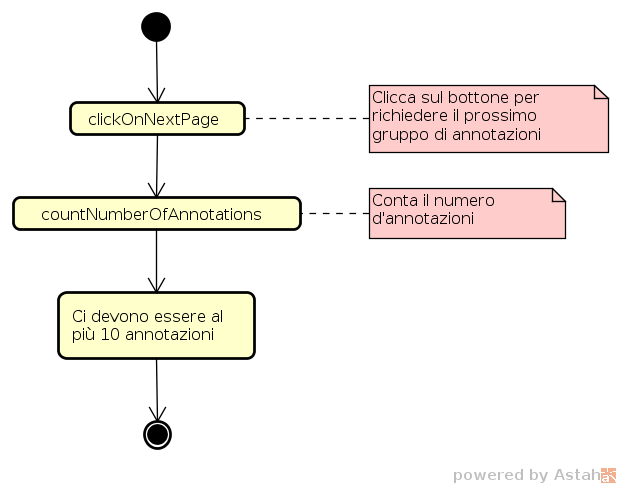 clickOnNextPage
Clicca sul bottone per
richiedere il prossimo
gruppo di annotazioni
countNumberOfAnnotations
Conta il numero
d'annotazioni
Ci devono essere al
più 10 annotazioni
powered by Astah